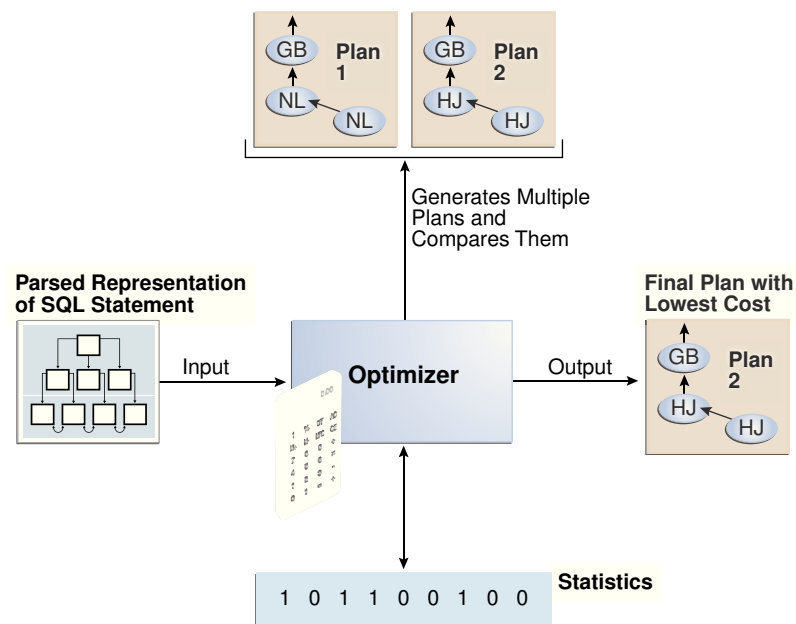 GB
Plan
1
NL
NL
GB
Plan
2
HJ
HJ
Generates Multiple
Plans and
Compares Them
Parsed Representation
of SQL Statement
Input
Optimizer
Output
Final Plan with
Lowest Cost
GB
Plan
2
HJ
HJ
Statistics
1 0 1 1 0 0 1 0 0